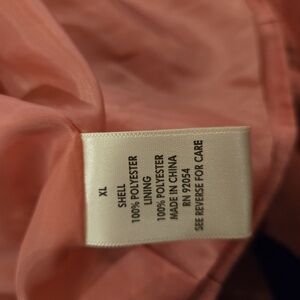 XL
SHELL
100% POLYESTER
LINING
100% POLYESTER
MADE IN CHINA
RN 92054
SEE REVERSE FOR CARE